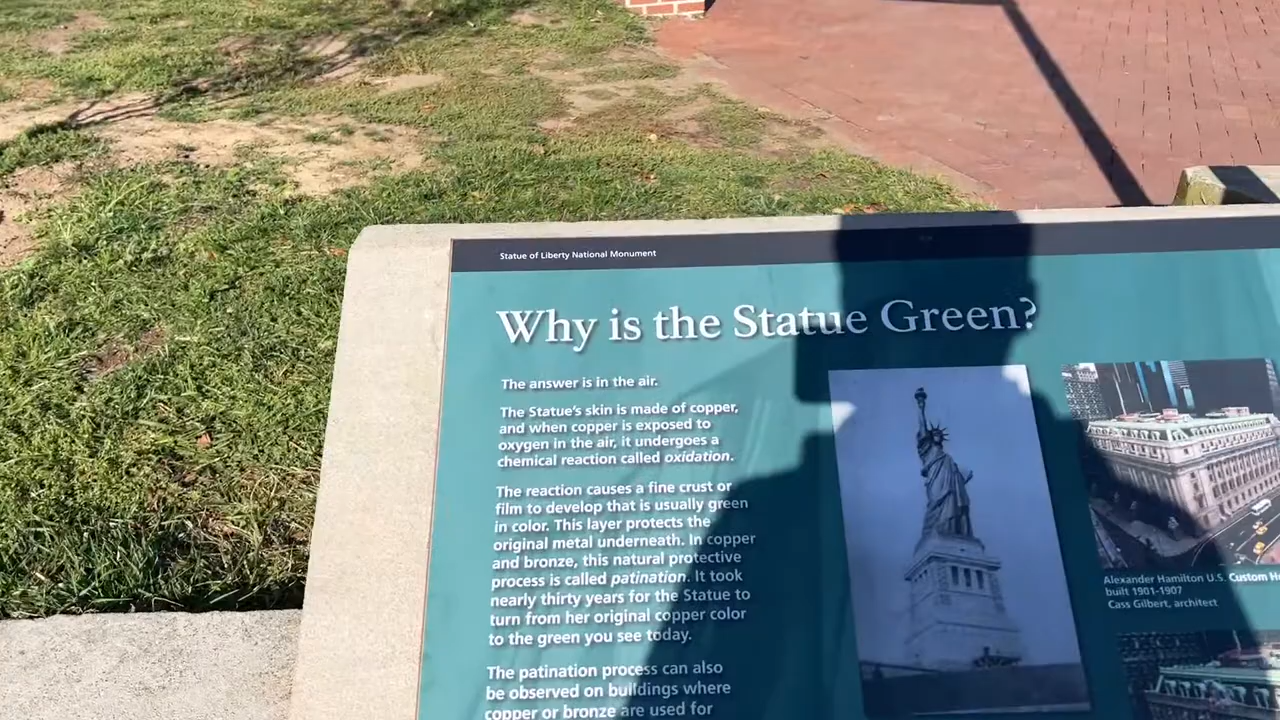 Statue of Liberty National Monument
Why is the Statue Green?
The answer is in the air.
The Statue's skin is made of copper,
and when copper is exposed to
oxygen in the air, it undergoes a
chemical reaction called oxidation.
The reaction causes a fine crust or
film to develop that is usually green
in color. This layer protects the
original metal underneath. In copper
and bronze, this natural protective
process is called patination. It took
nearly thirty years for the Statue to
turn from her original copper color
to the green you see today.
The patination process can also
be observed on buildings where
copper or bronze are used for
Alexander Hamilton U.S. Custom
built 1901-1907
Cass Gilbert, architect